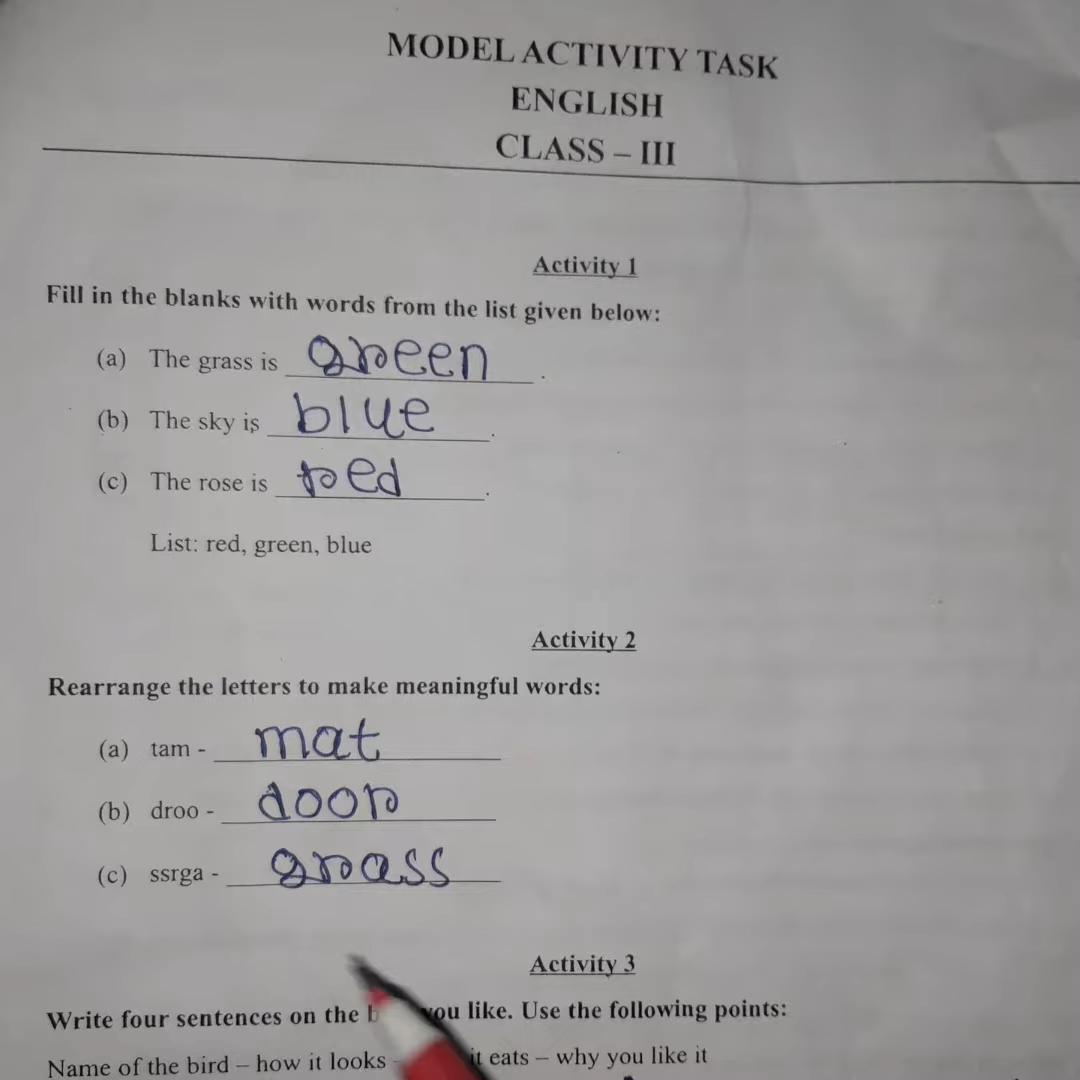 MODEL ACTIVITY TASK
ENGLISH
CLASS – III
Activity 1
Fill in the blanks with words from the list given below:
(a) The grass is green .
(b) The sky is blue .
(c) The rose is red .
List: red, green, blue
Activity 2
Rearrange the letters to make meaningful words:
(a) tam - mat
(b) droo - door
(c) ssrga - grass
Activity 3
Write four sentences on the you like. Use the following points:
Name of the bird – how it looks – it eats – why you like it